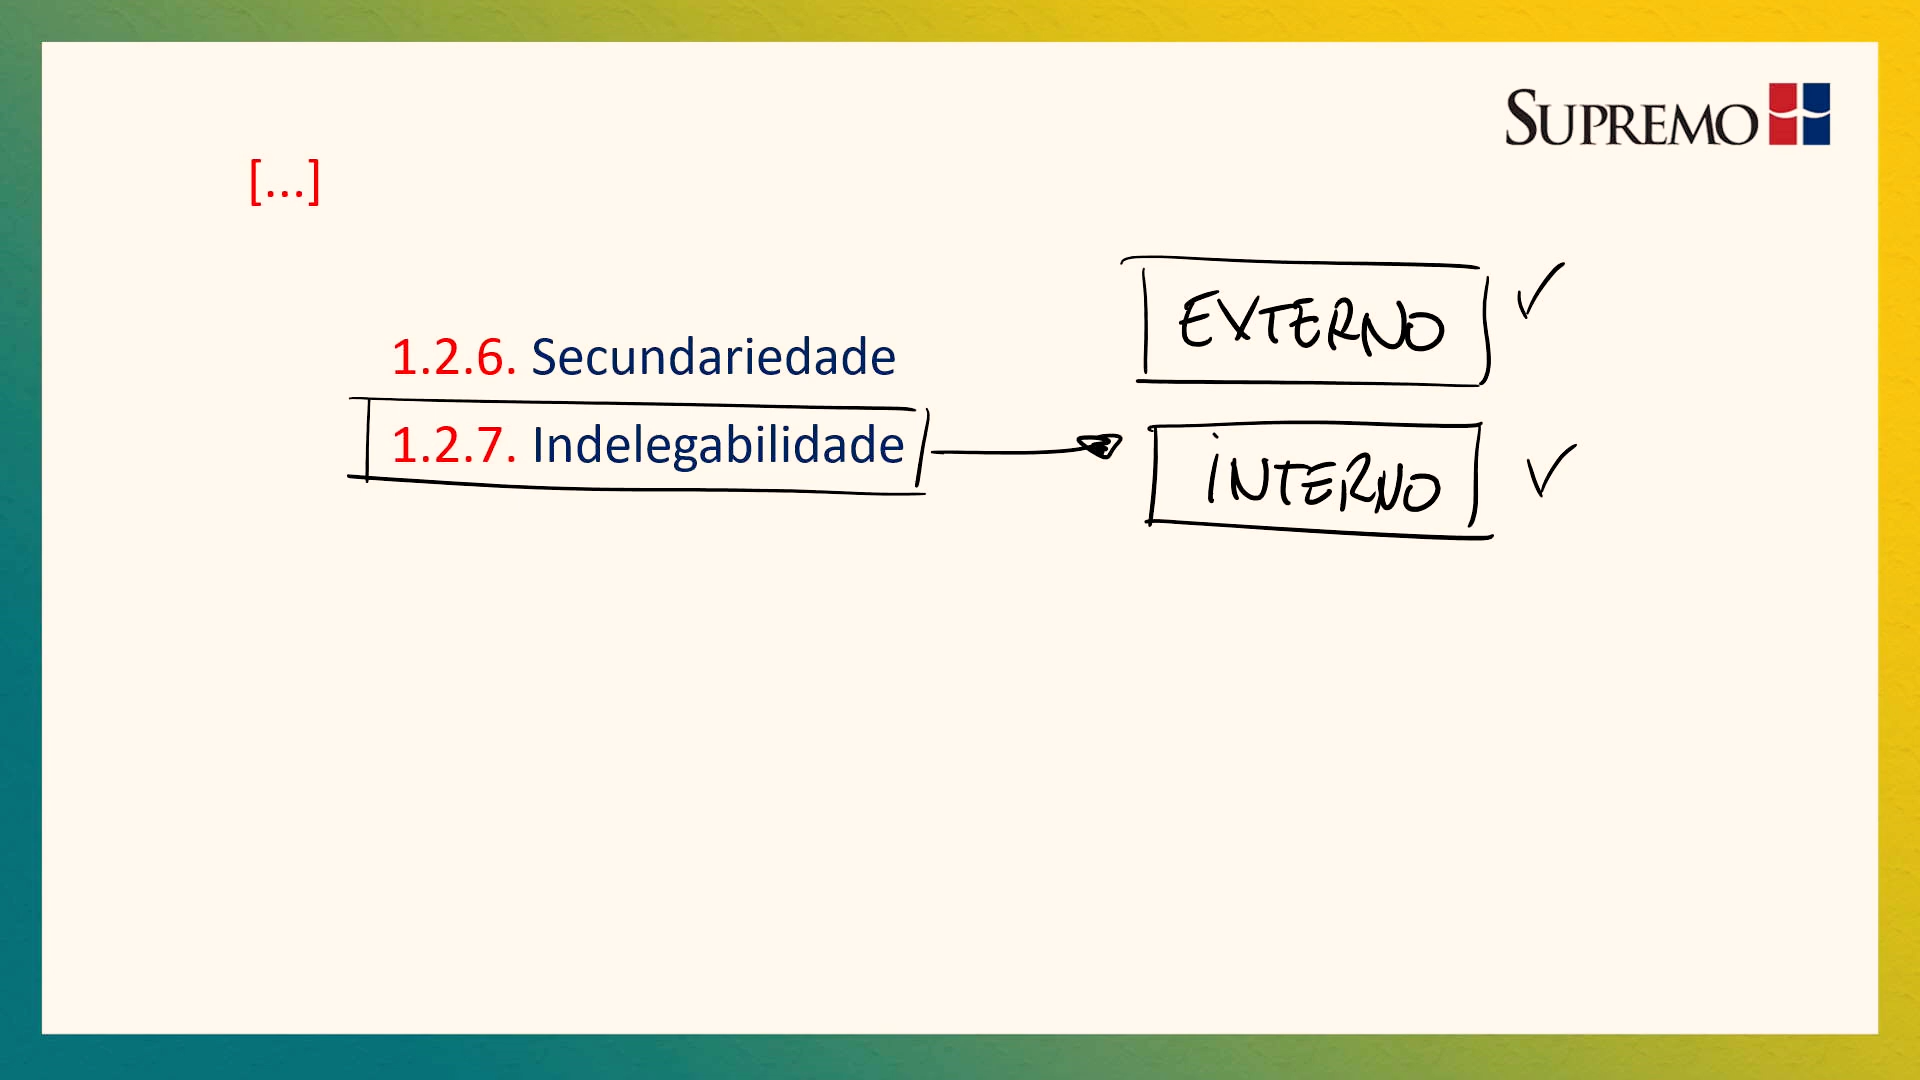 SUPREMO
[...]
EXTERNO
1.2.6. Secundariedade
1.2.7. Indelegabilidade
INTERNO